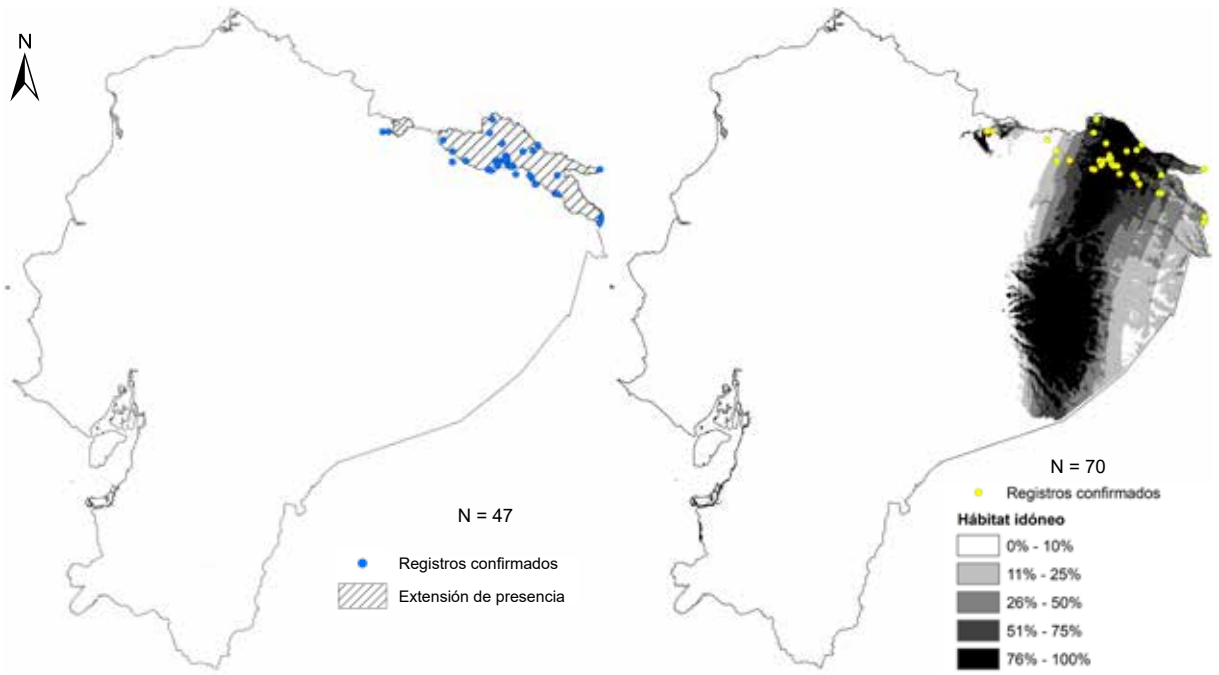 N
N = 47
Registros confirmados
Extensión de presencia
N = 70
Registros confirmados
Hábitat idóneo
0% - 10%
11% - 25%
26% - 50%
51% - 75%
76% - 100%